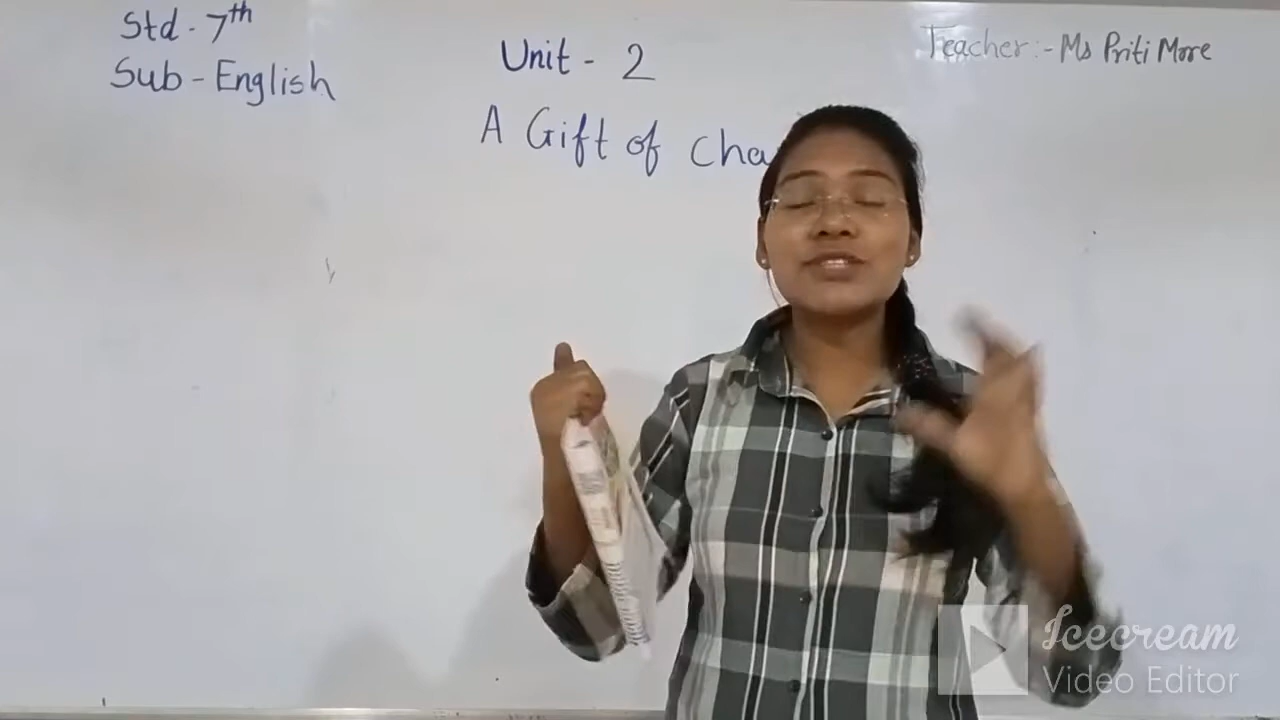 Std - 7th
Sub - English
Unit - 2
Teacher :- Ms Priti More
A Gift of
Icecream
Video Editor